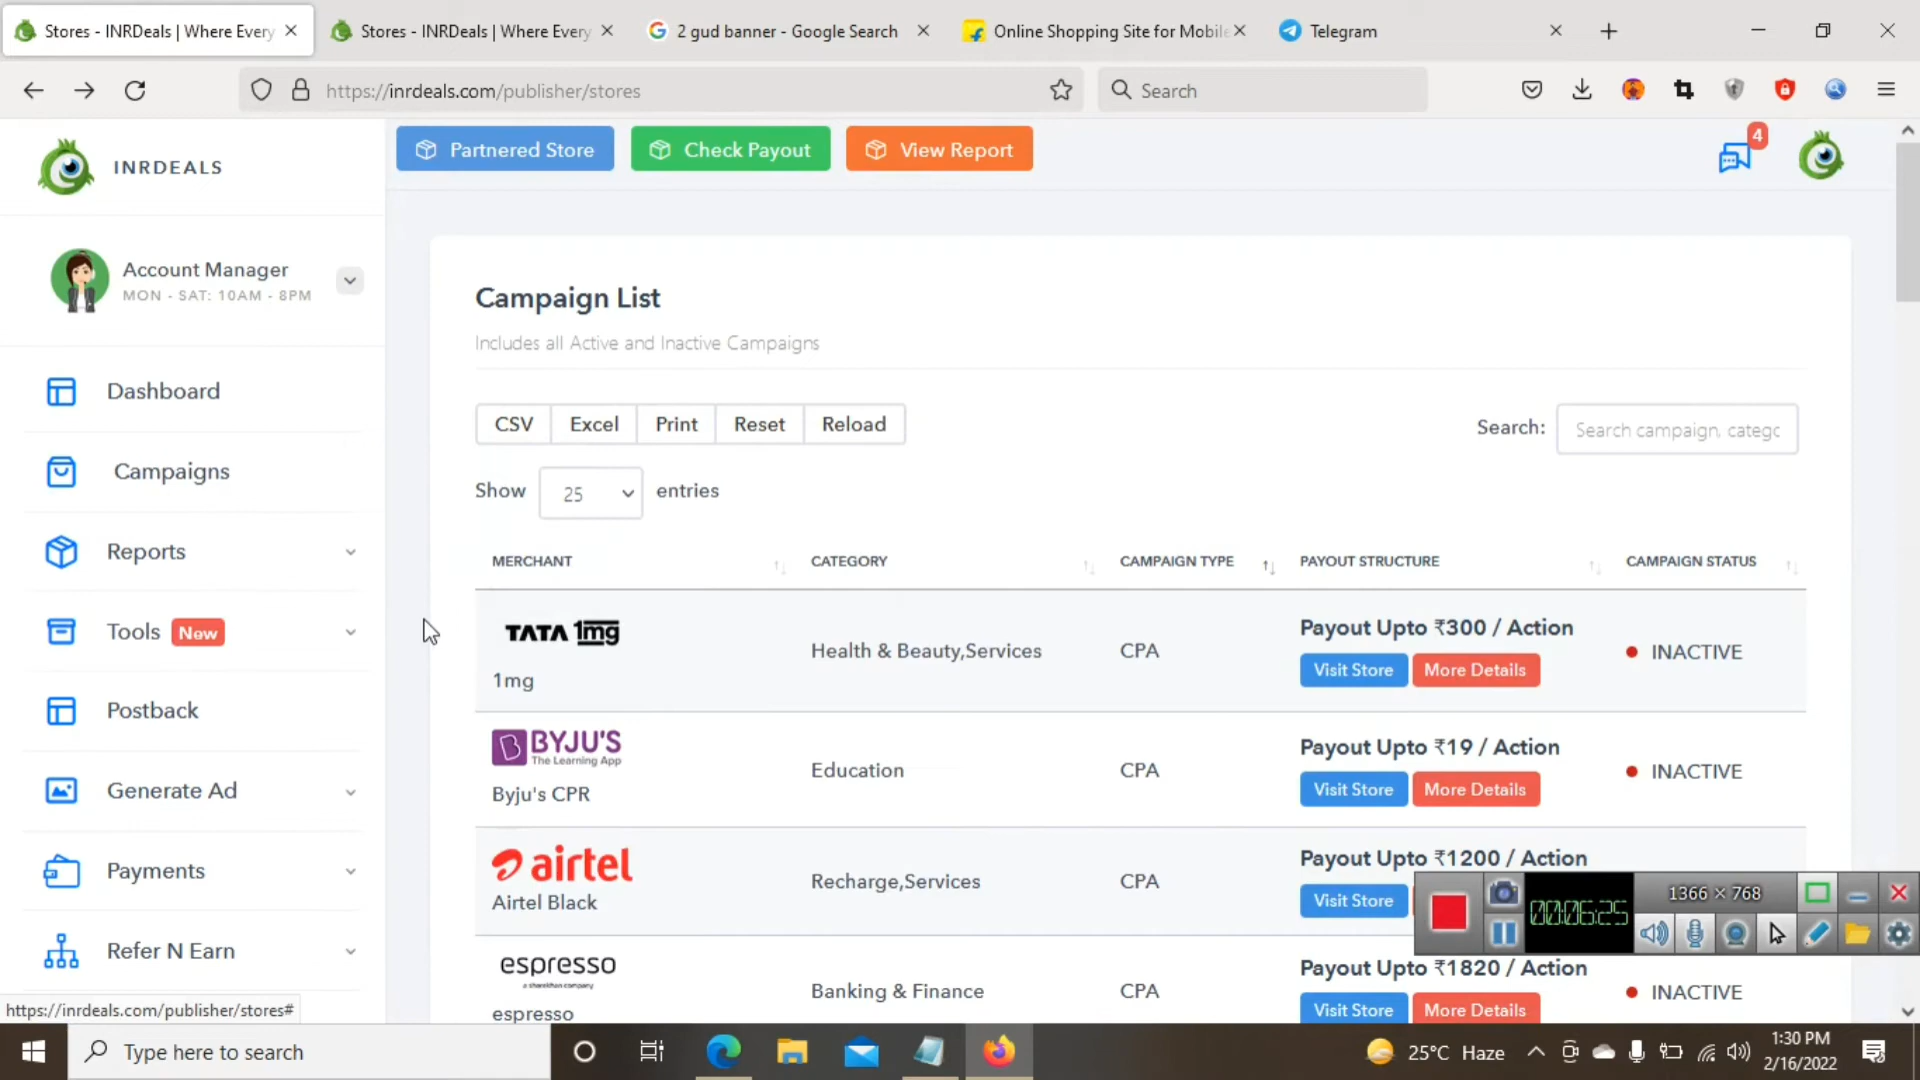 Stores - INRDeals | Where Every
Stores - INRDeals | Where Every
2 gud banner - Google Search
Online Shopping Site for Mobile
Telegram
https://inrdeals.com/publisher/stores
Search
INRDEALS
Partnered Store
Check Payout
View Report
4
Account Manager
MON - SAT: 10AM - 8PM
Dashboard
Campaigns
Reports
Tools New
Postback
Generate Ad
Payments
Refer N Earn
https://inrdeals.com/publisher/stores#
Campaign List
Includes all Active and Inactive Campaigns
CSV Excel Print Reset Reload
Search: Search campaign, catego
Show 25 entries
MERCHANT CATEGORY CAMPAIGN TYPE PAYOUT STRUCTURE CAMPAIGN STATUS
TATA 1mg
1mg
Health & Beauty,Services
CPA
Payout Upto ₹300 / Action
Visit Store More Details
INACTIVE
BYJU'S
The Learning App
Byju's CPR
Education
CPA
Payout Upto ₹19 / Action
Visit Store More Details
INACTIVE
airtel
Airtel Black
Recharge,Services
CPA
Payout Upto ₹1200 / Action
Visit Store
espresso
a sharekhan company
espresso
Banking & Finance
CPA
Payout Upto ₹1820 / Action
Visit Store More Details
INACTIVE
00:06:25
1366 × 768
Type here to search
25°C Haze
1:30 PM
2/16/2022